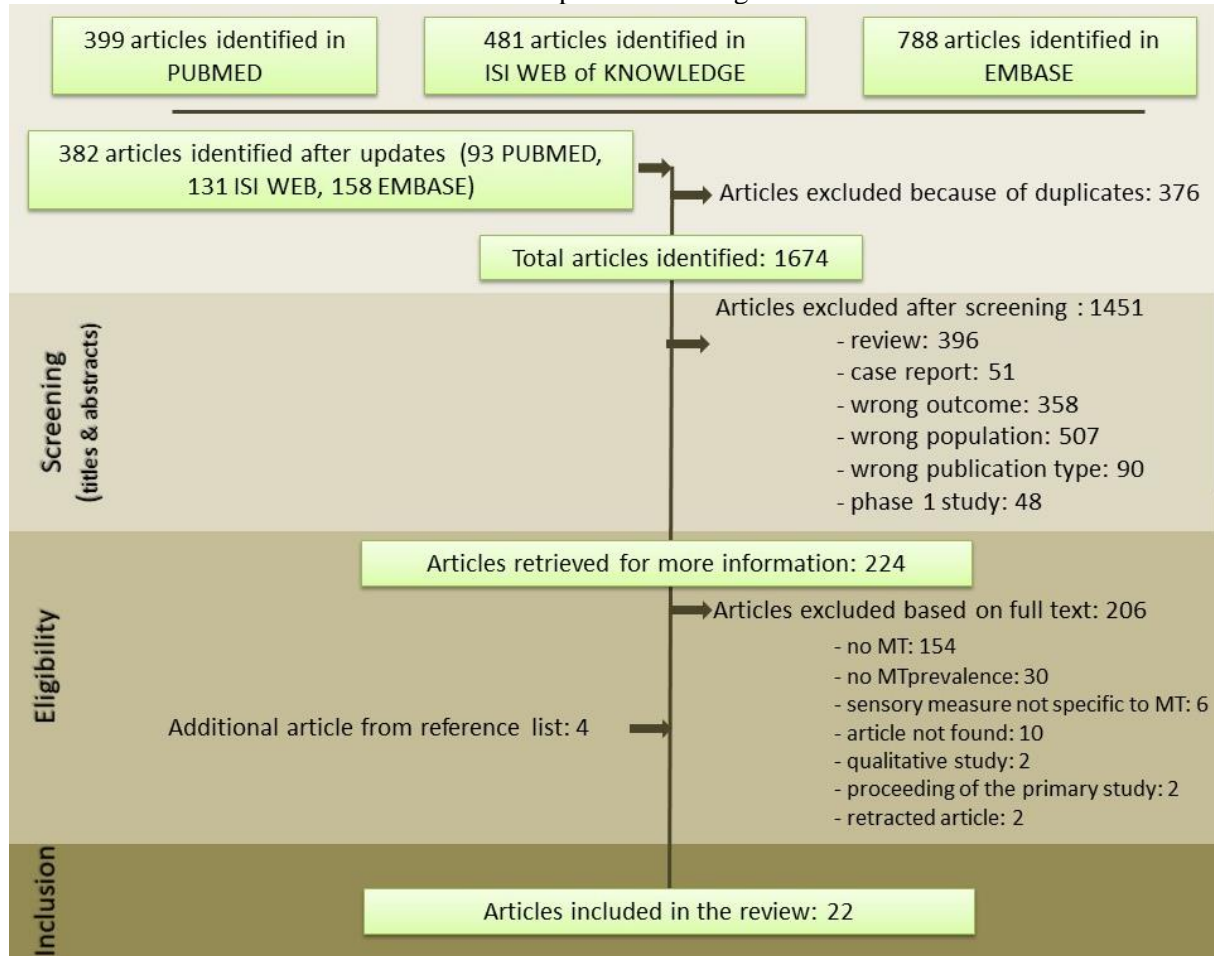 399 articles identified in
PUBMED
481 articles identified in
ISI WEB of KNOWLEDGE
788 articles identified in
EMBASE
382 articles identified after updates (93 PUBMED,
131 ISI WEB, 158 EMBASE)
Articles excluded because of duplicates: 376
Total articles identified: 1674
Screening
(titles & abstracts)
Articles excluded after screening : 1451
- review: 396
- case report: 51
- wrong outcome: 358
- wrong population: 507
- wrong publication type: 90
- phase 1 study: 48
Articles retrieved for more information: 224
Eligibility
Articles excluded based on full text: 206
- no MT: 154
- no MTprevalence: 30
- sensory measure not specific to MT: 6
- article not found: 10
- qualitative study: 2
- proceeding of the primary study: 2
- retracted article: 2
Additional article from reference list: 4
Inclusion
Articles included in the review: 22